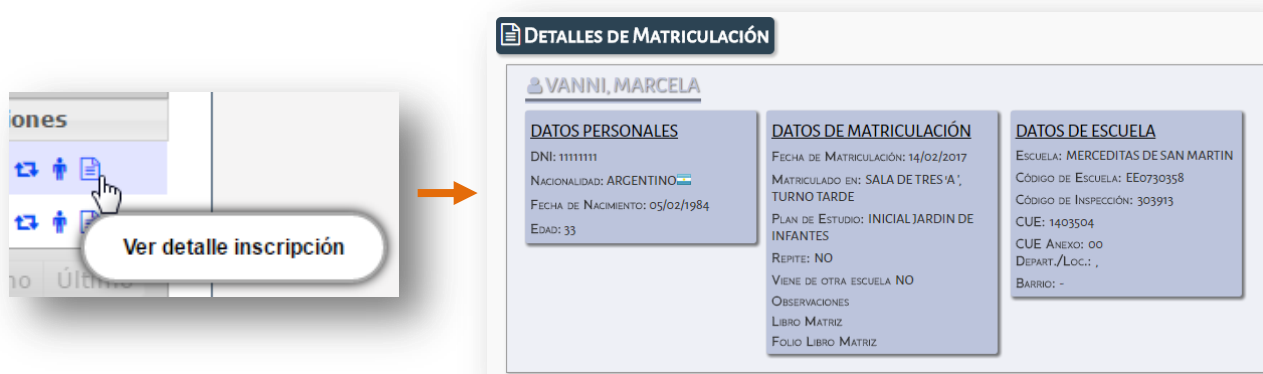 iones
Ver detalle inscripción
DETALLES DE MATRICULACIÓN
VANNI, MARCELA
DATOS PERSONALES
DNI: 11111111
NACIONALIDAD: ARGENTINO
FECHA DE NACIMIENTO: 05/02/1984
EDAD: 33
DATOS DE MATRICULACIÓN
FECHA DE MATRICULACIÓN: 14/02/2017
MATRICULADO EN: SALA DE TRES 'A',
TURNO TARDE
PLAN DE ESTUDIO: INICIAL JARDIN DE
INFANTES
REPITE: NO
VIENE DE OTRA ESCUELA NO
OBSERVACIONES
LIBRO MATRIZ
FOLIO LIBRO MATRIZ
DATOS DE ESCUELA
ESCUELA: MERCEDITAS DE SAN MARTIN
CÓDIGO DE ESCUELA: EE0730358
CÓDIGO DE INSPECCIÓN: 303913
CUE: 1403504
CUE ANEXO: 00
DEPART./LOC.: ,
BARRIO: -